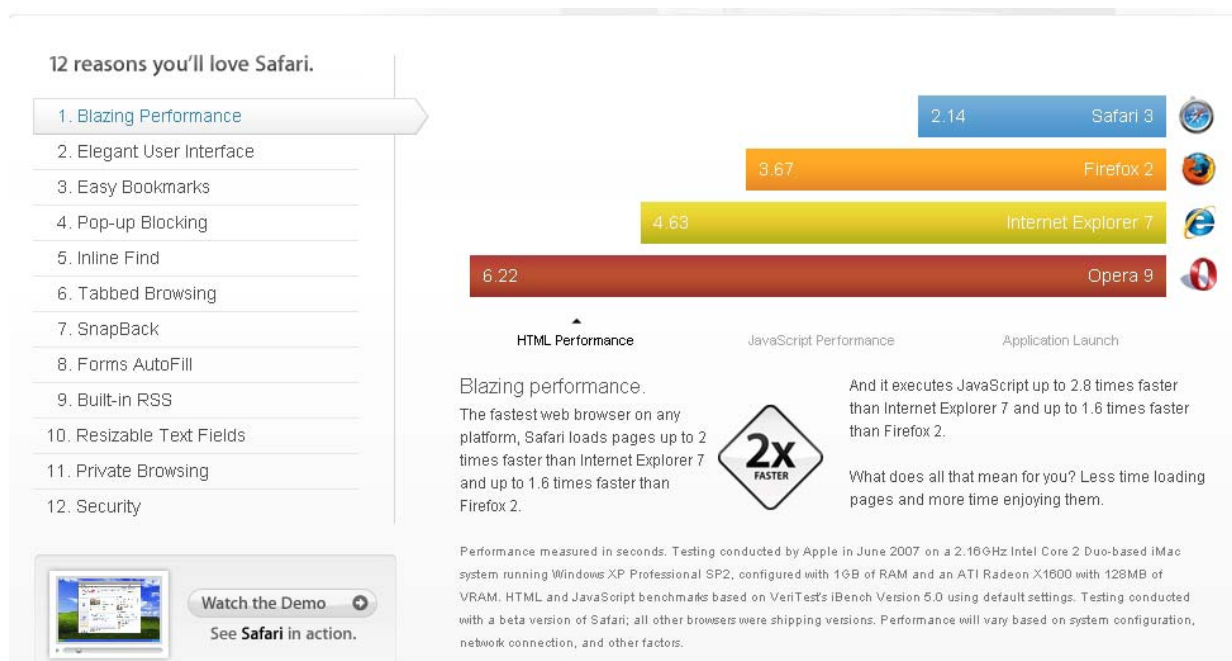 12 reasons you'll love Safari.
1. Blazing Performance
2. Elegant User Interface
3. Easy Bookmarks
4. Pop-up Blocking
5. Inline Find
6. Tabbed Browsing
7. SnapBack
8. Forms AutoFill
9. Built-in RSS
10. Resizable Text Fields
11. Private Browsing
12. Security
Watch the Demo
See Safari in action.
2.14 Safari 3
3.67 Firefox 2
4.63 Internet Explorer 7
6.22 Opera 9
HTML Performance JavaScript Performance Application Launch
Blazing performance.
The fastest web browser on any
platform, Safari loads pages up to 2
times faster than Internet Explorer 7
and up to 1.6 times faster than
Firefox 2.
2x
FASTER
And it executes JavaScript up to 2.8 times faster
than Internet Explorer 7 and up to 1.6 times faster
than Firefox 2.
What does all that mean for you? Less time loading
pages and more time enjoying them.
Performance measured in seconds. Testing conducted by Apple in June 2007 on a 2.16GHz Intel Core 2 Duo-based iMac
system running Windows XP Professional SP2, configured with 1GB of RAM and an ATI Radeon X1600 with 128MB of
VRAM. HTML and JavaScript benchmarks based on VeriTest's iBench Version 5.0 using default settings. Testing conducted
with a beta version of Safari; all other browsers were shipping versions. Performance will vary based on system configuration,
network connection, and other factors.